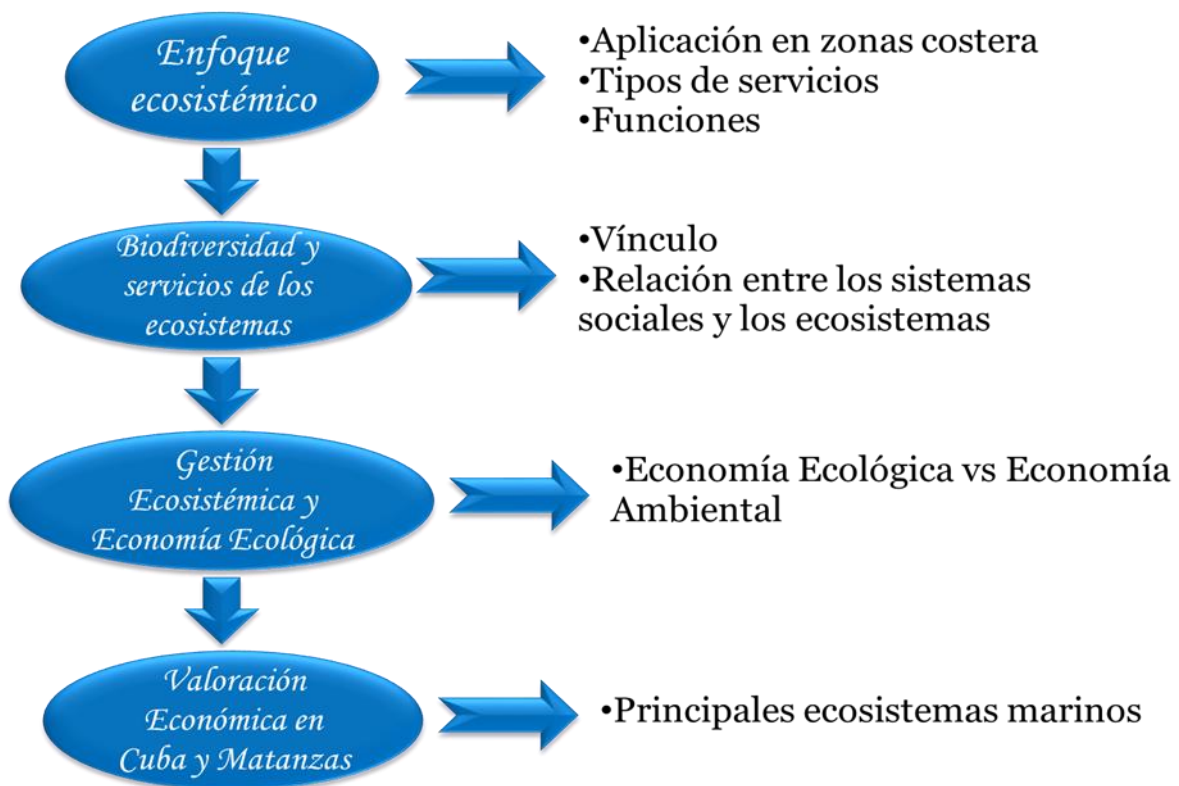 Enfoque
ecosistémico
•Aplicación en zonas costera
•Tipos de servicios
•Funciones
Biodiversidad y
servicios de los
ecosistemas
•Vínculo
•Relación entre los sistemas
sociales y los ecosistemas
Gestión
Ecosistémica y
Economía Ecológica
•Economía Ecológica vs Economía
Ambiental
Valoración
Económica en
Cuba y Matanzas
•Principales ecosistemas marinos